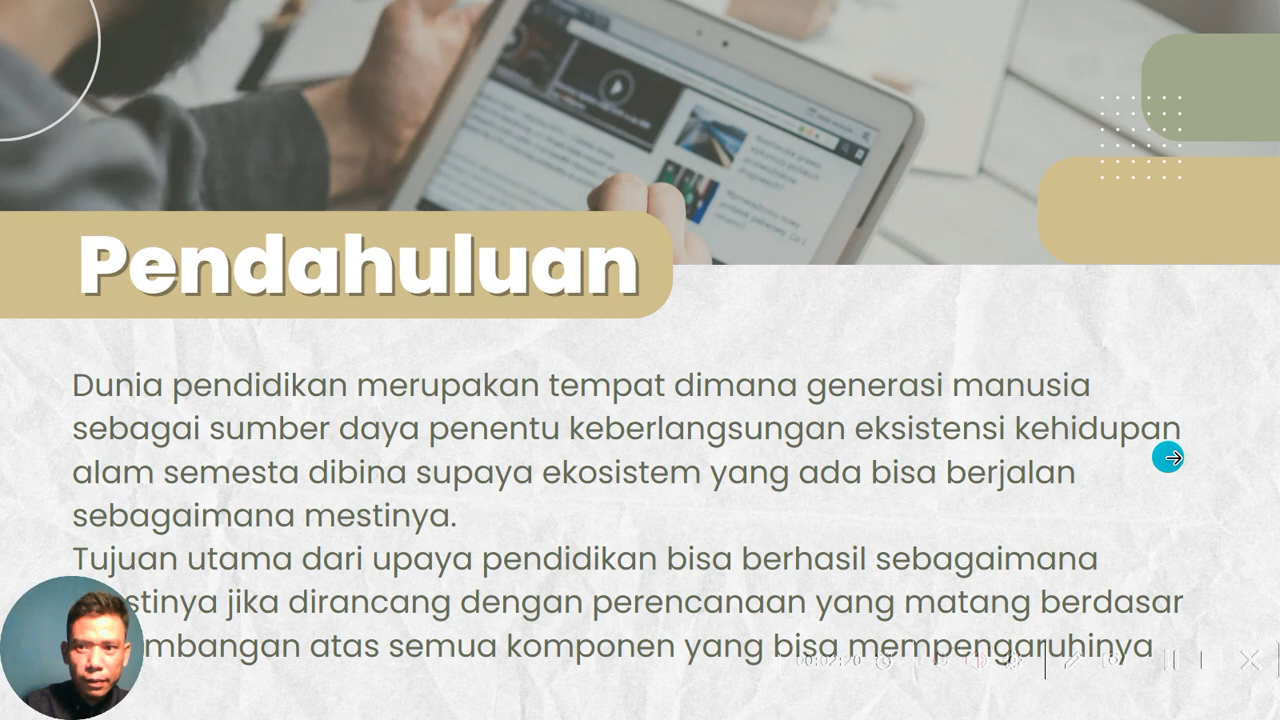 Pendahuluan
Dunia pendidikan merupakan tempat dimana generasi manusia
sebagai sumber daya penentu keberlangsungan eksistensi kehidupan
alam semesta dibina supaya ekosistem yang ada bisa berjalan
sebagaimana mestinya.
Tujuan utama dari upaya pendidikan bisa berhasil sebagaimana
stinya jika dirancang dengan perencanaan yang matang berdasar
mbangan atas semua komponen yang bisa mempengaruhinya